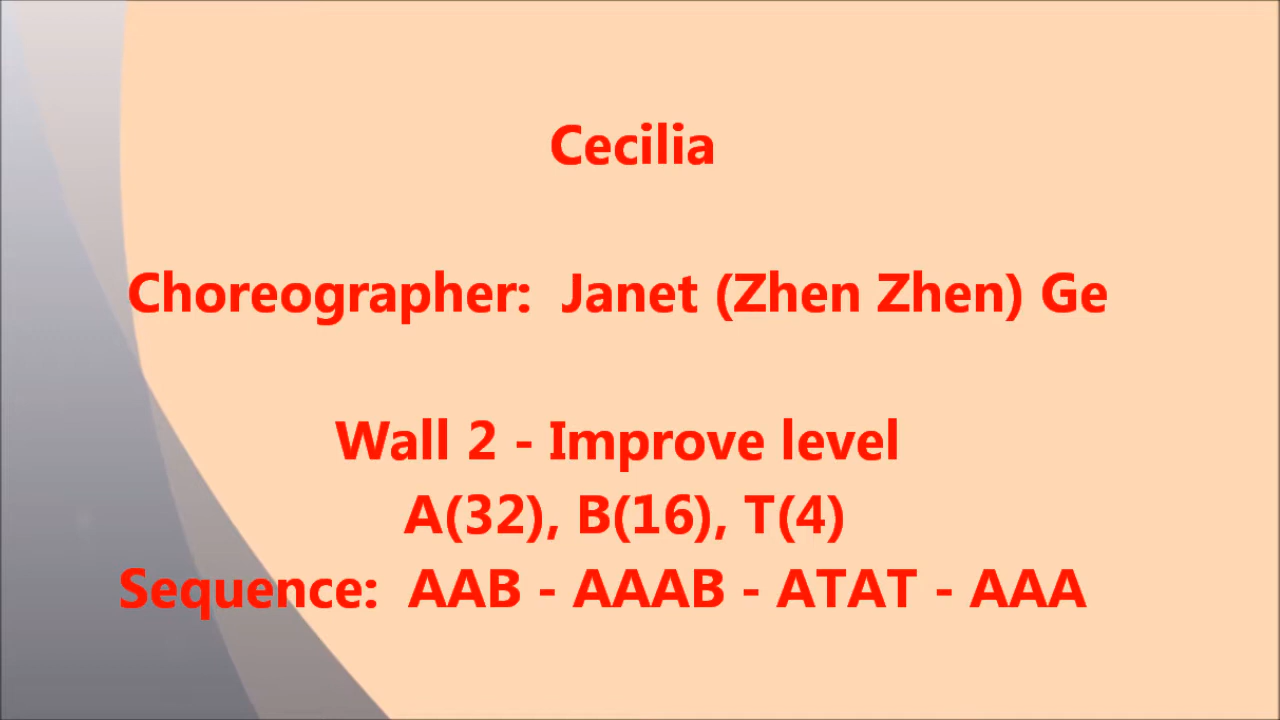 Cecilia
Choreographer: Janet (Zhen Zhen) Ge
Wall 2 - Improve level
A(32), B(16), T(4)
Sequence: AAB - AAAB - ATAT - AAA